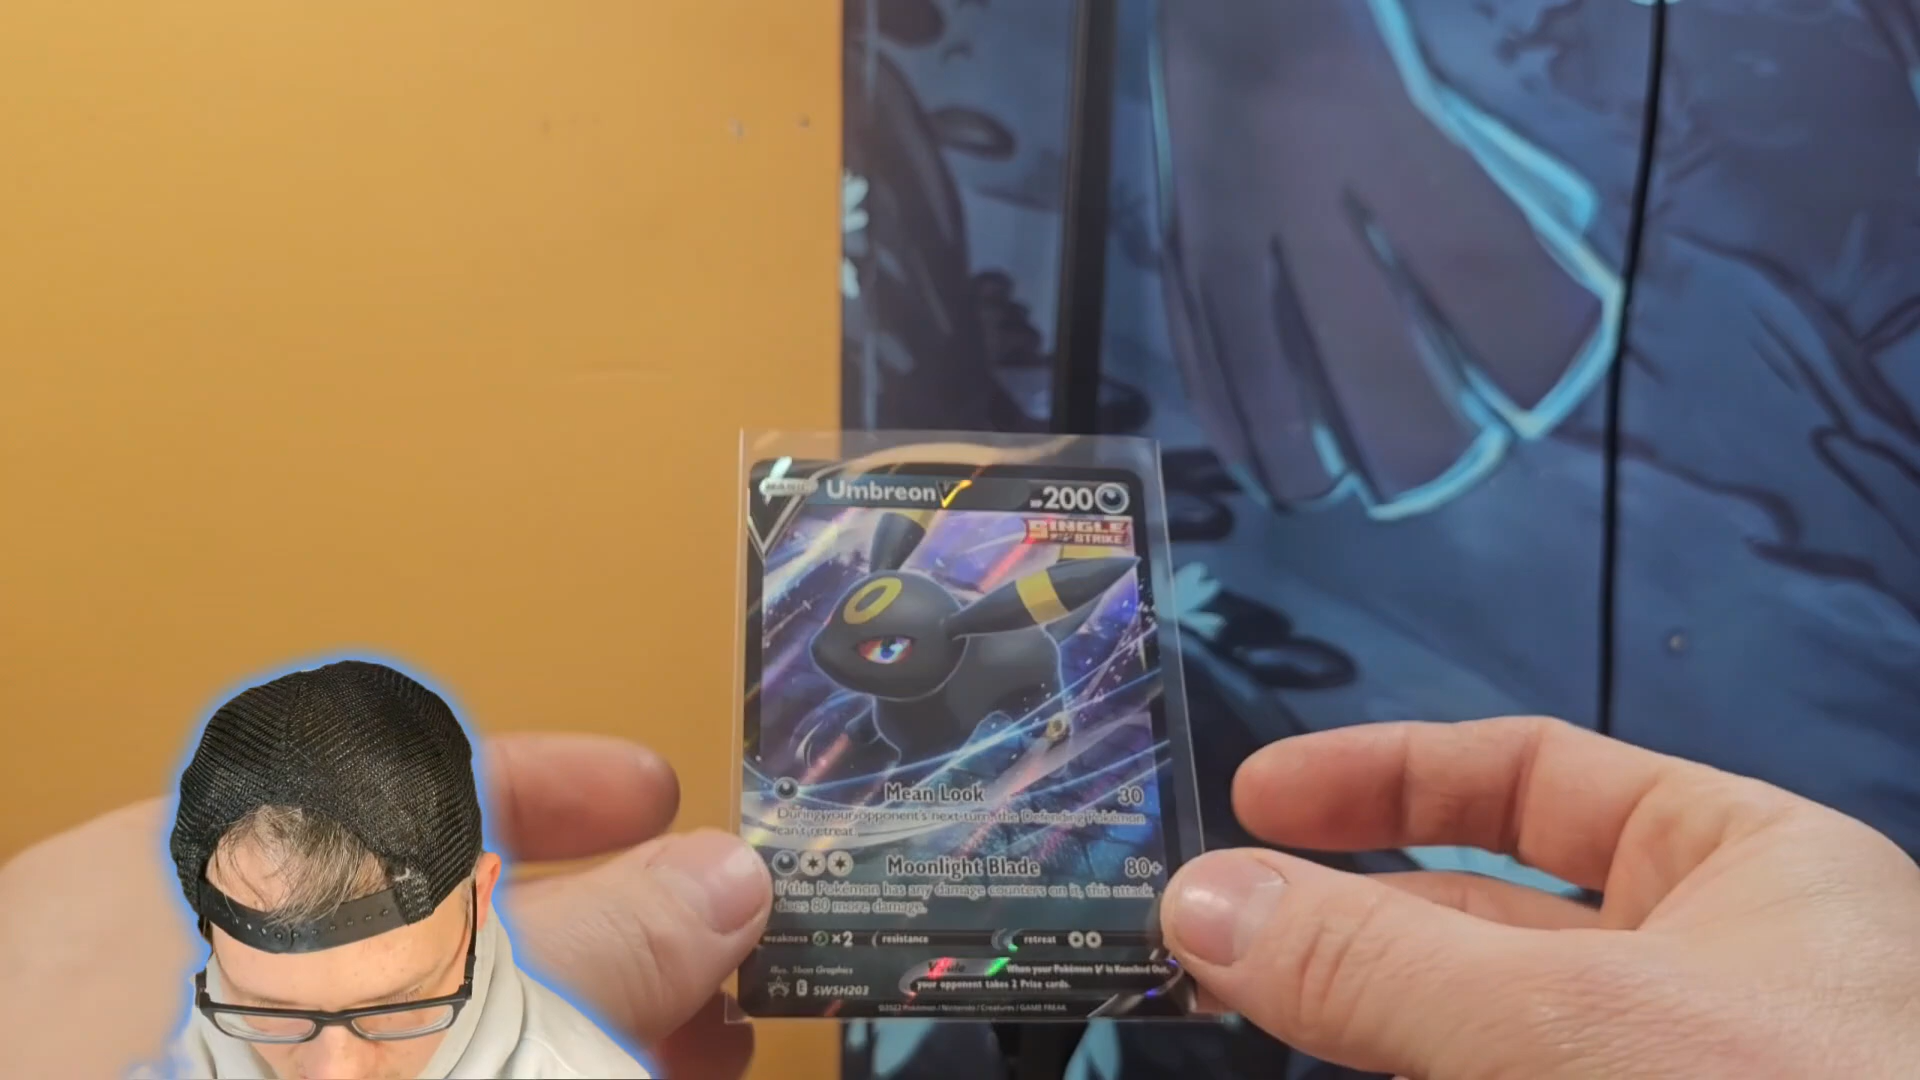 BASIC Umbreon V HP 200
SINGLE STRIKE
Mean Look 30
During your opponent's next turn, the Defending Pokémon
can't retreat.
Moonlight Blade 80+
If this Pokémon has any damage counters on it, this attack
does 80 more damage.
weakness ×2 resistance retreat
Illus. 5ban Graphics
V rule When your Pokémon V is Knocked Out,
your opponent takes 2 Prize cards.
E SWSH203
©2022 Pokémon / Nintendo / Creatures / GAME FREAK